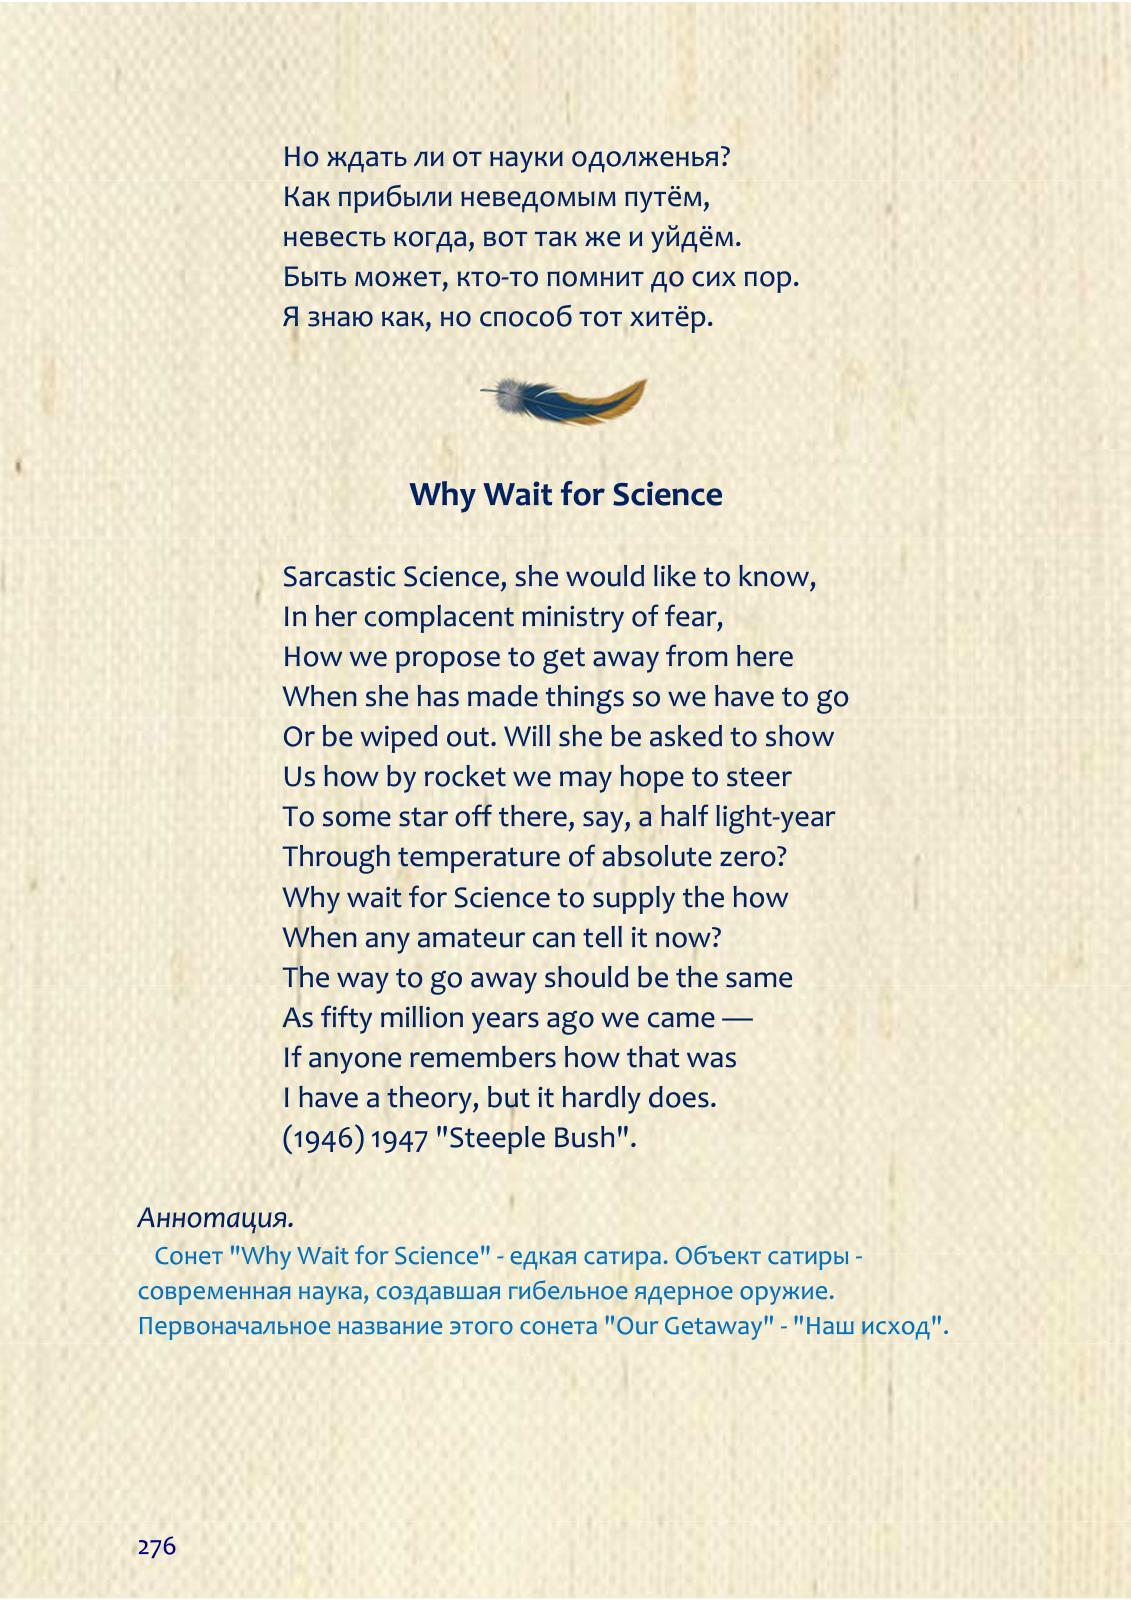 Но ждать ли от науки одолженья?
Как прибыли неведомым путём,
невесть когда, вот так же и уйдём.
Быть может, кто-то помнит до сих пор.
Я знаю как, но способ тот хитёр.
Why Wait for Science
Sarcastic Science, she would like to know,
In her complacent ministry of fear,
How we propose to get away from here
When she has made things so we have to go
Or be wiped out. Will she be asked to show
Us how by rocket we may hope to steer
To some star off there, say, a half light-year
Through temperature of absolute zero?
Why wait for Science to supply the how
When any amateur can tell it now?
The way to go away should be the same
As fifty million years ago we came —
If anyone remembers how that was
I have a theory, but it hardly does.
(1946) 1947 "Steeple Bush".
Аннотация.
Сонет "Why Wait for Science" - едкая сатира. Объект сатиры -
современная наука, создавшая гибельное ядерное оружие.
Первоначальное название этого сонета "Our Getaway" - "Наш исход".
276